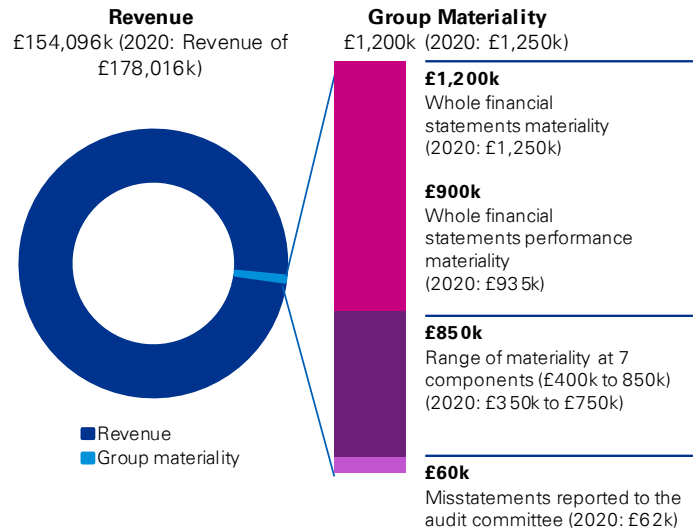 Revenue
£154,096k (2020: Revenue of
£178,016k)
Group Materiality
£1,200k (2020: £1,250k)
£1,200k
Whole financial
statements materiality
(2020: £1,250k)
£900k
Whole financial
statements performance
materiality
(2020: £935k)
£850k
Range of materiality at 7
components (£400k to 850k)
(2020: £350k to £750k)
£60k
Misstatements reported to the
audit committee (2020: £62k)
Revenue
Group materiality